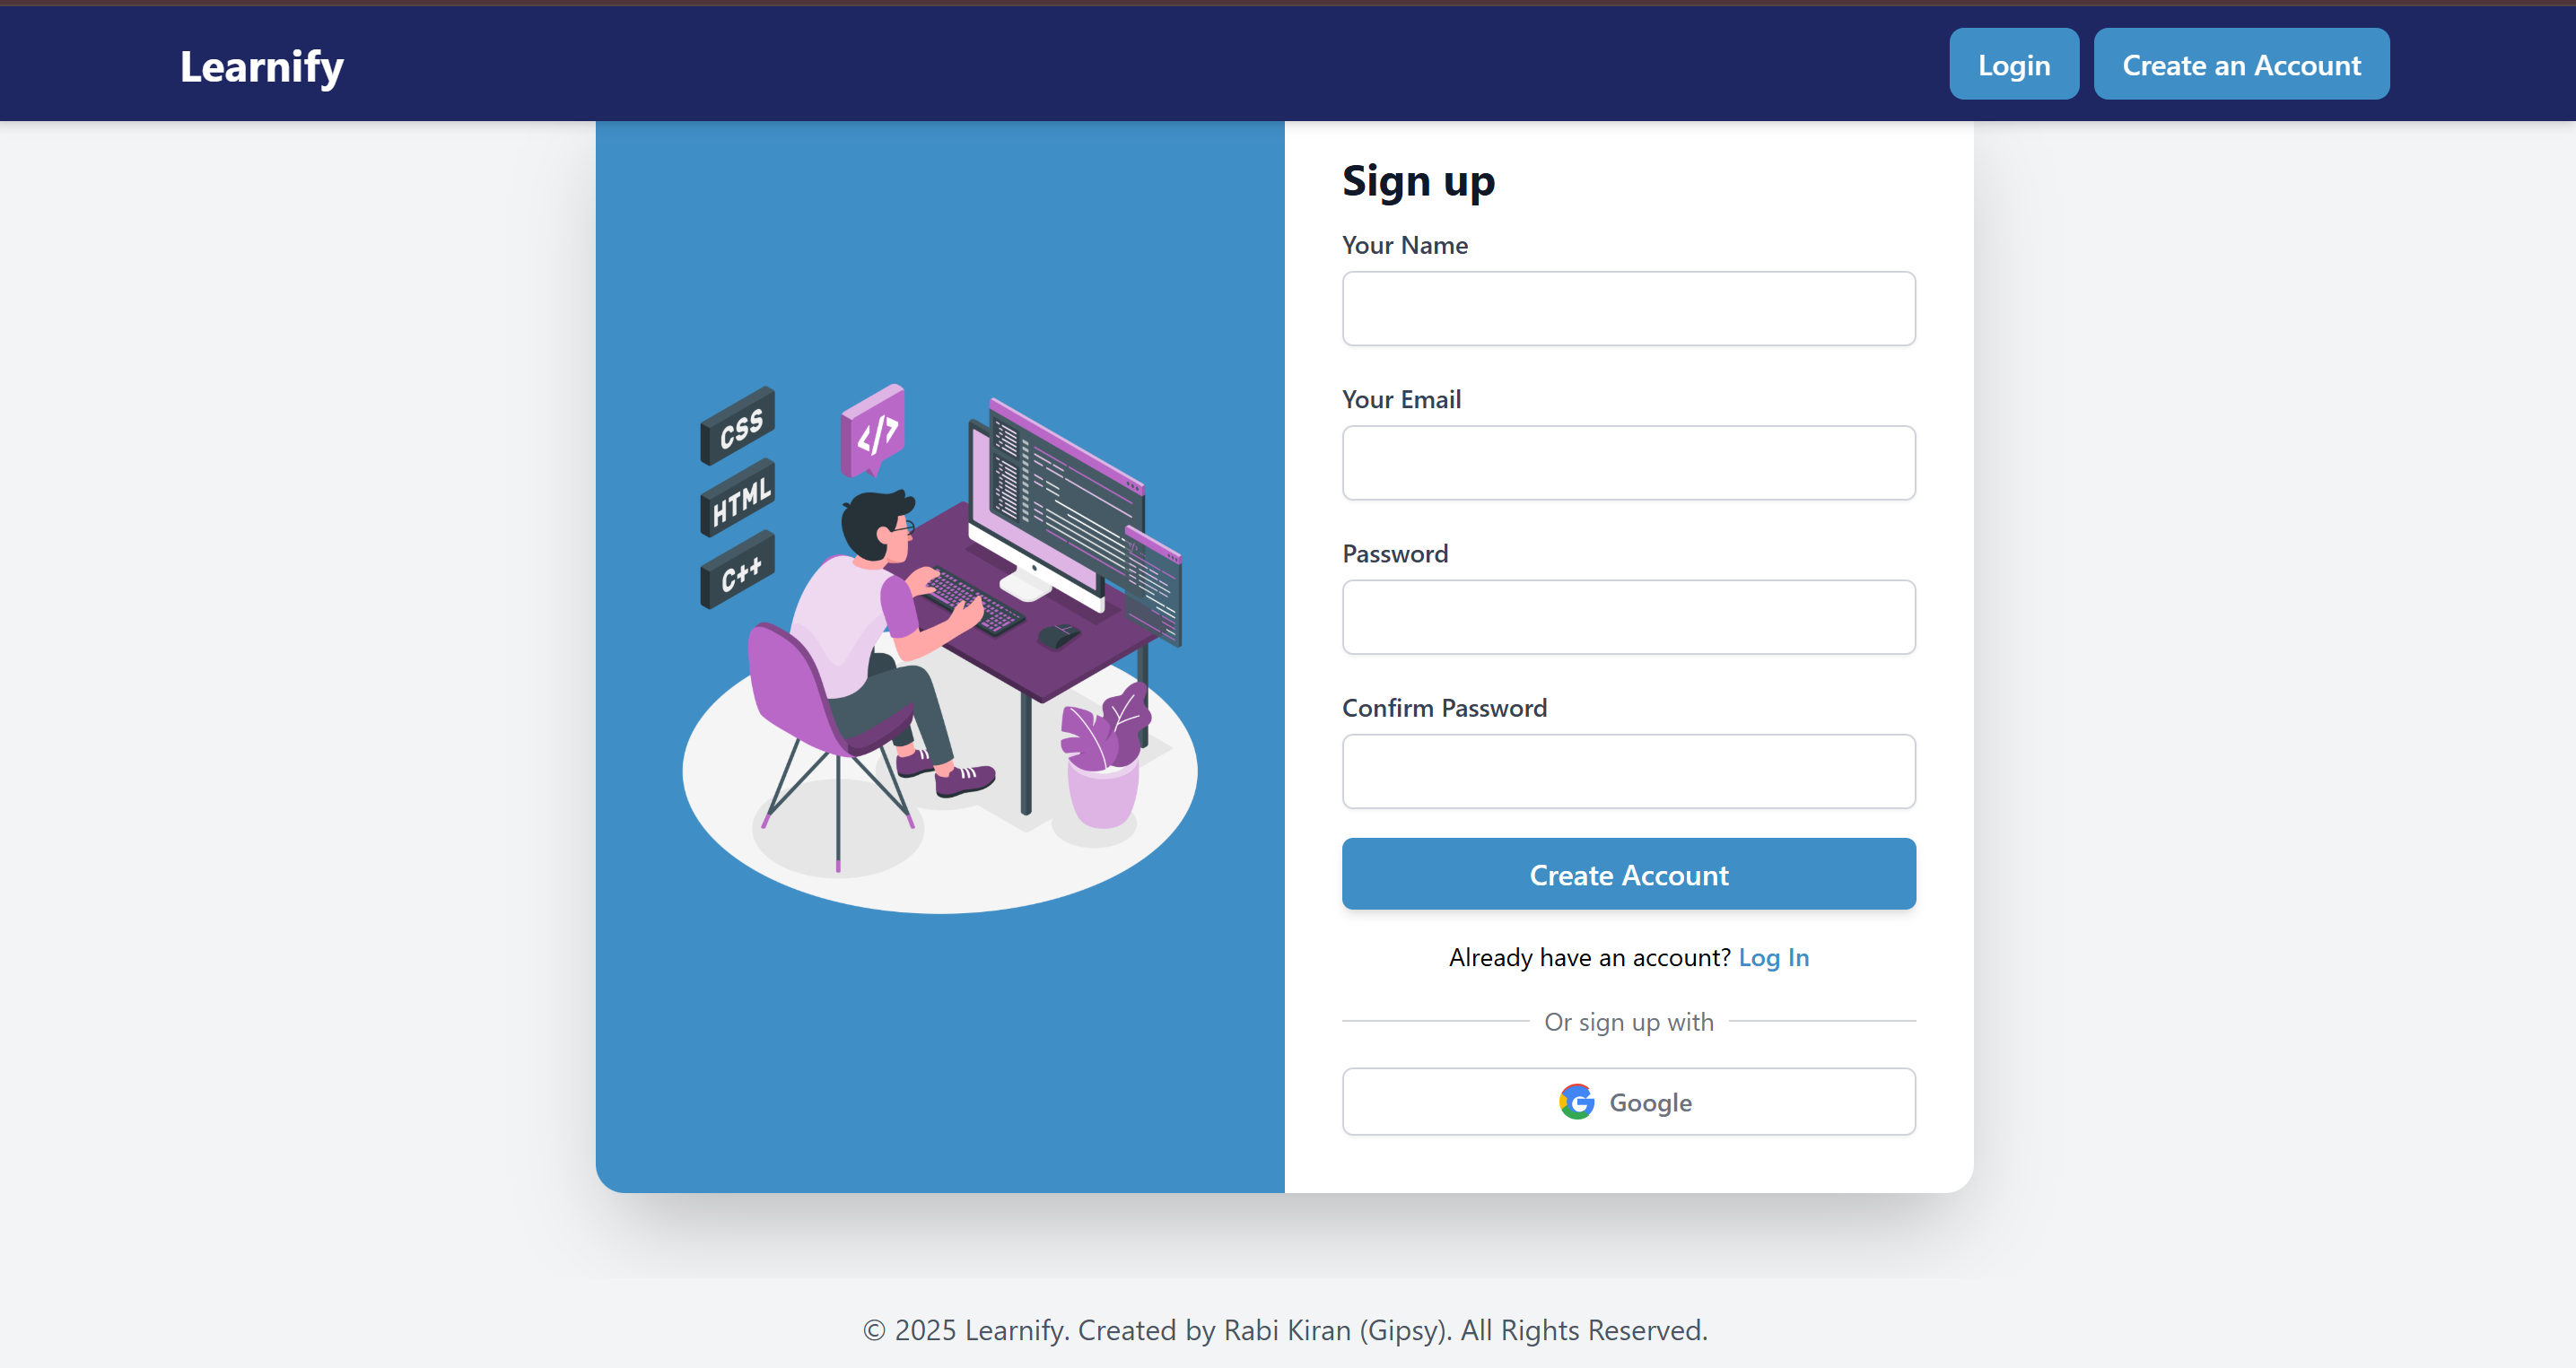 Learnify
Login
Create an Account
CSS
</>
HTML
C++
Sign up
Your Name
Your Email
Password
Confirm Password
Create Account
Already have an account? Log In
Or sign up with
Google
© 2025 Learnify. Created by Rabi Kiran (Gipsy). All Rights Reserved.